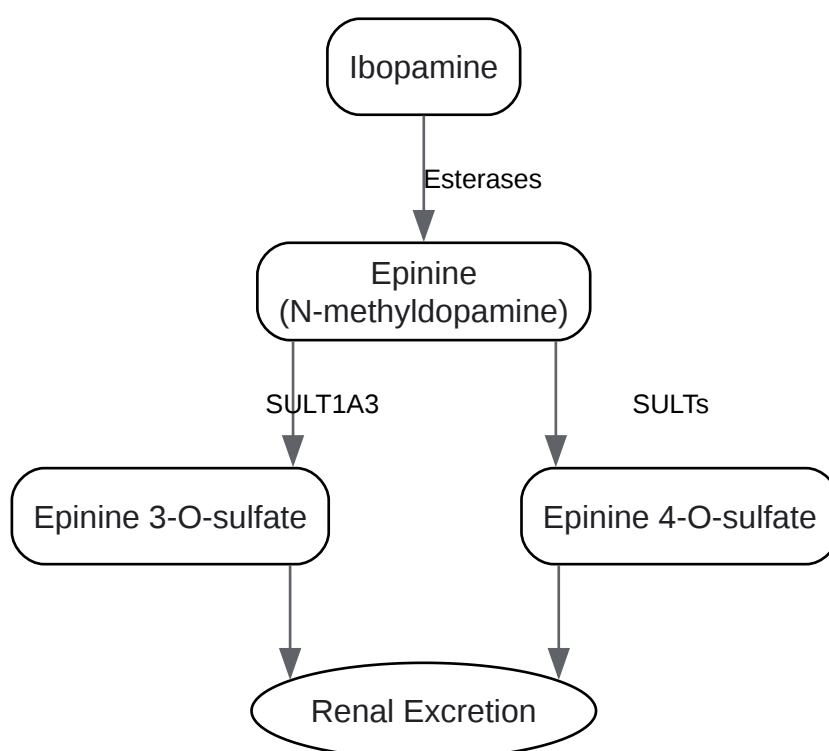 Ibopamine
Esterases
Epinine
(N-methyldopamine)
SULT1A3
SULTs
Epinine 3-O-sulfate
Epinine 4-O-sulfate
Renal Excretion